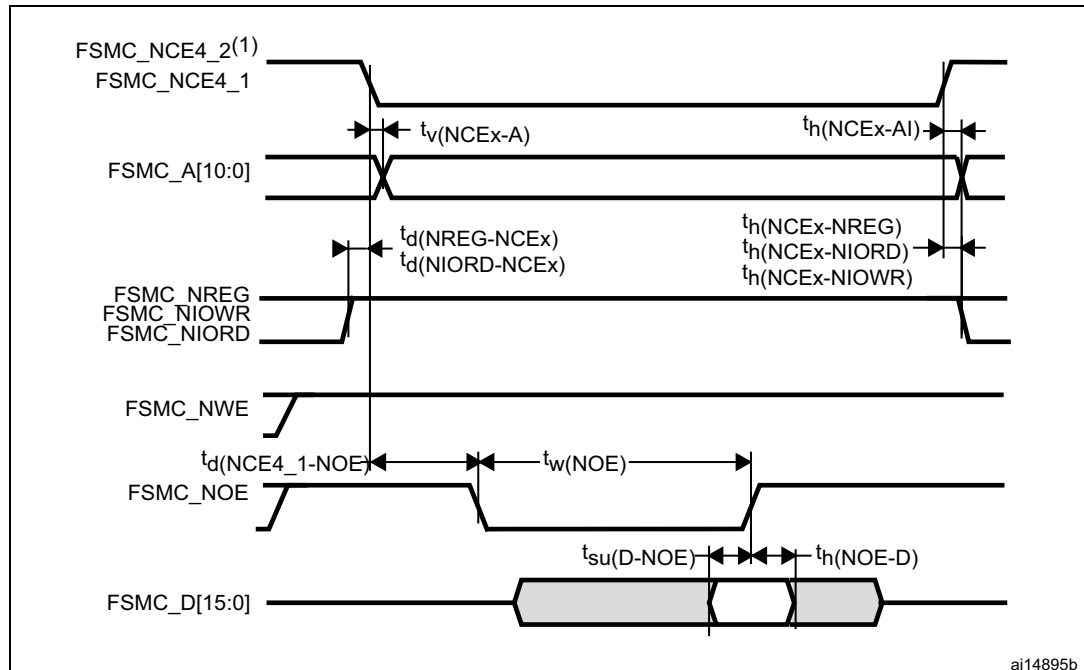 FSMC_NCE4_2(1)
FSMC_NCE4_1
tv(NCEx-A)
th(NCEx-AI)
FSMC_A[10:0]
td(NREG-NCEx)
td(NIORD-NCEx)
th(NCEx-NREG)
th(NCEx-NIORD)
th(NCEx-NIOWR)
FSMC_NREG
FSMC_NIOWR
FSMC_NIORD
FSMC_NWE
td(NCE4_1-NOE)
tw(NOE)
FSMC_NOE
tsu(D-NOE)
th(NOE-D)
FSMC_D[15:0]
ai14895b